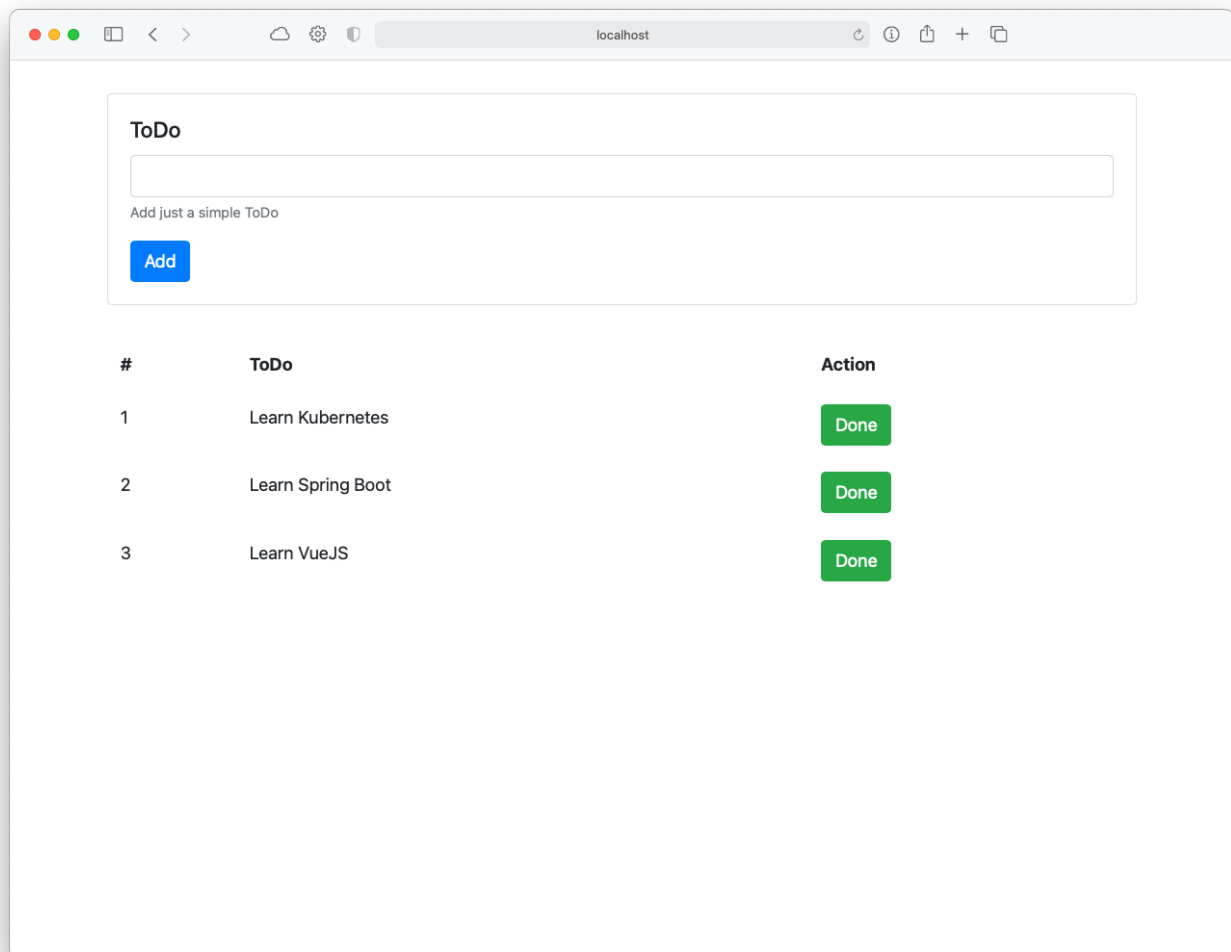 localhost
ToDo
Add just a simple ToDo
Add
# ToDo Action
1 Learn Kubernetes Done
2 Learn Spring Boot Done
3 Learn VueJS Done